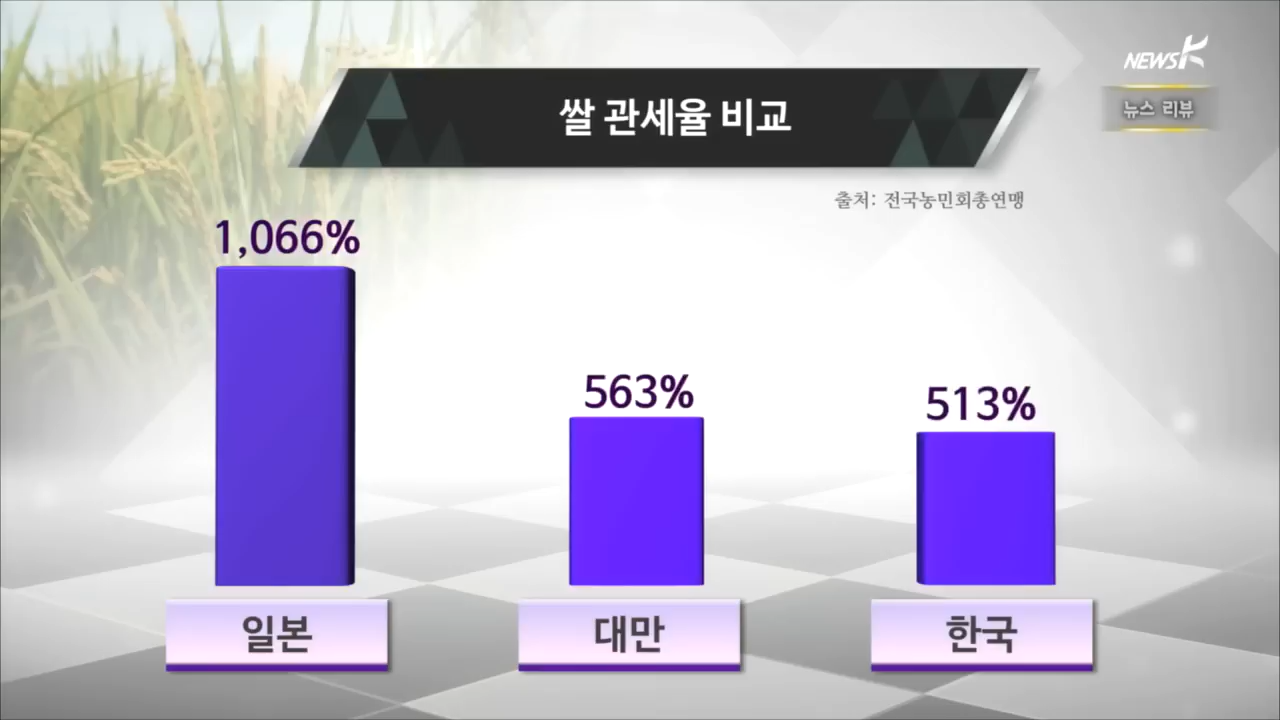 NEWS K
뉴스 리뷰
쌀 관세율 비교
출처: 전국농민회총연맹
1,066%
563%
513%
일본
대만
한국